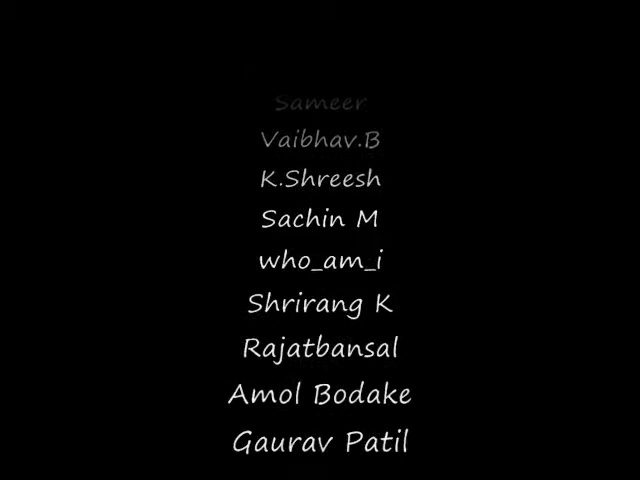 Sameer
Vaibhav.B
K.Shreesh
Sachin M
who_am_i
Shrirang K
Rajatbansal
Amol Bodake
Gaurav Patil